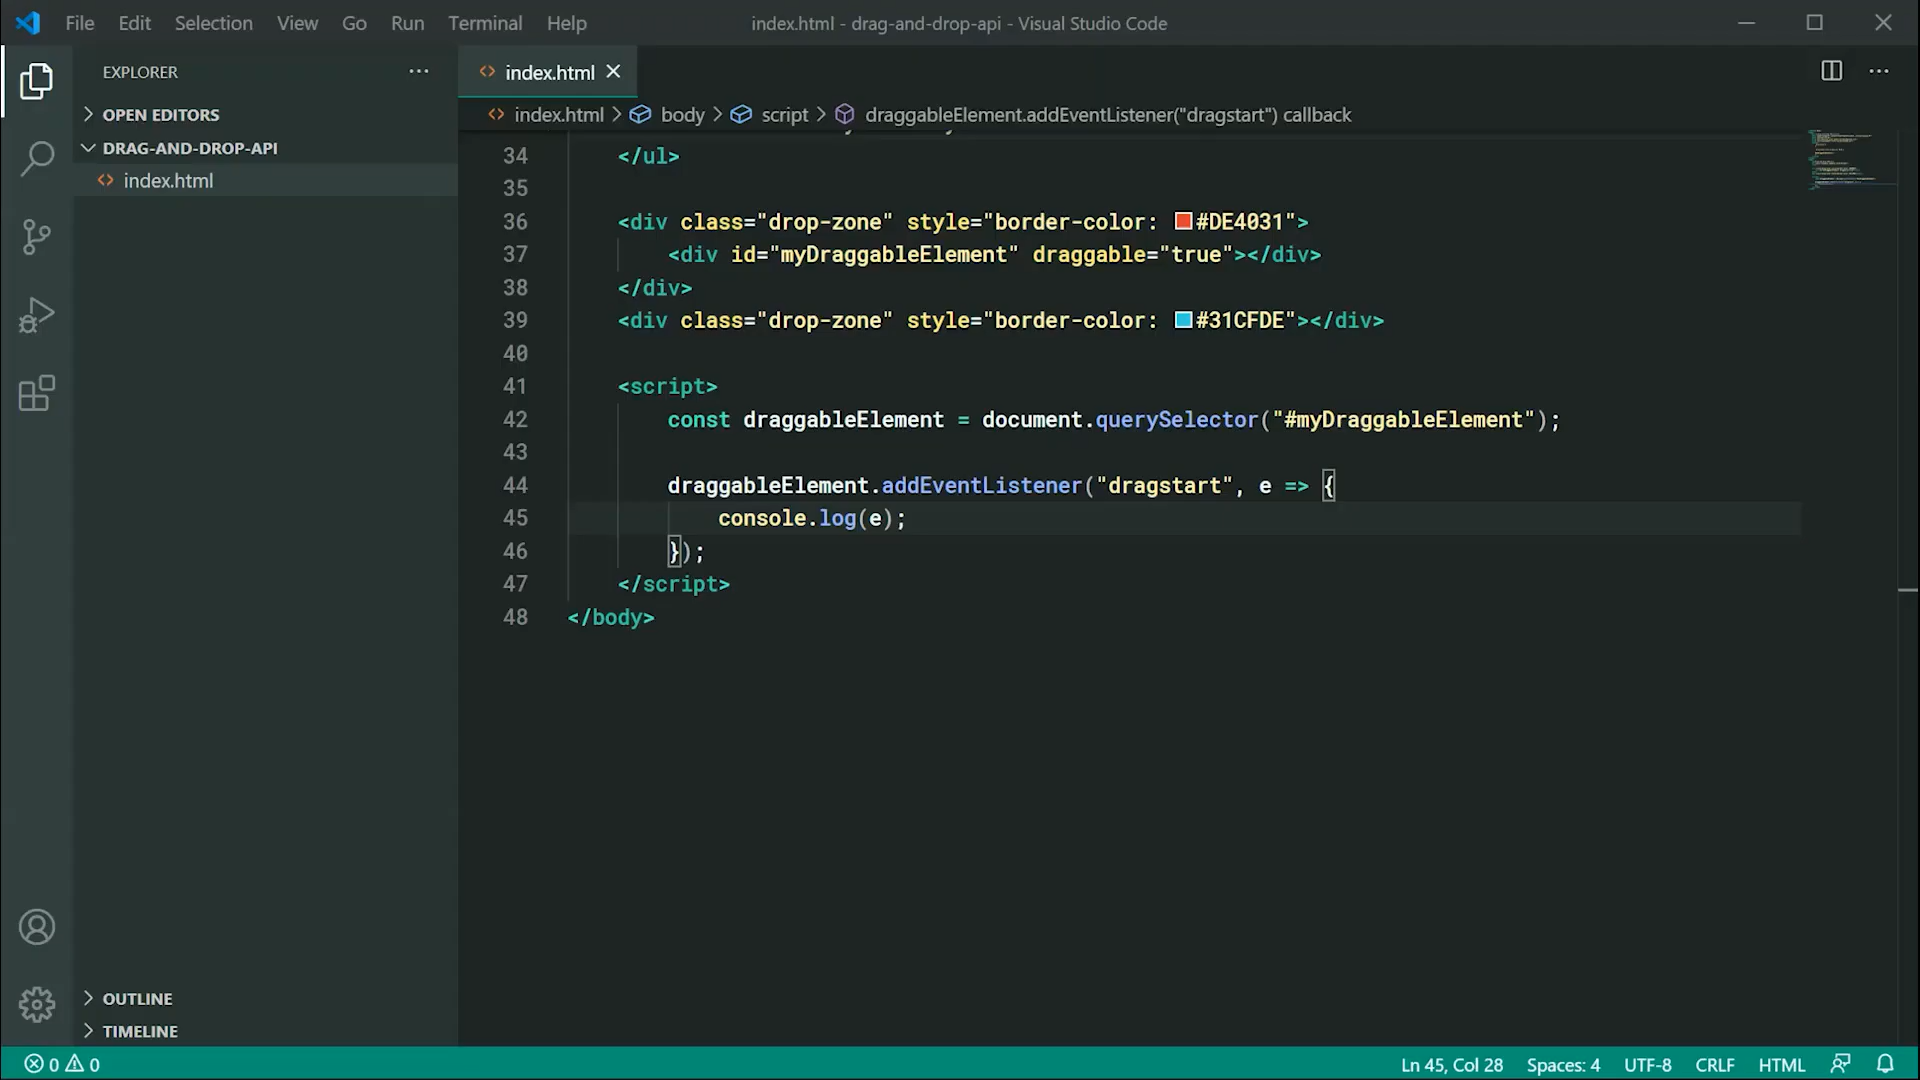 File Edit Selection View Go Run Terminal Help
index.html - drag-and-drop-api - Visual Studio Code
EXPLORER
OPEN EDITORS
DRAG-AND-DROP-API
index.html
OUTLINE
TIMELINE
index.html
index.html > body > script > draggableElement.addEventListener("dragstart") callback
34 </ul>
35
36 <div class="drop-zone" style="border-color: #DE4031">
37 <div id="myDraggableElement" draggable="true"></div>
38 </div>
39 <div class="drop-zone" style="border-color: #31CFDE"></div>
40
41 <script>
42 const draggableElement = document.querySelector("#myDraggableElement");
43
44 draggableElement.addEventListener("dragstart", e => {
45 console.log(e);
46 });
47 </script>
48 </body>
0 0
Ln 45, Col 28 Spaces: 4 UTF-8 CRLF HTML